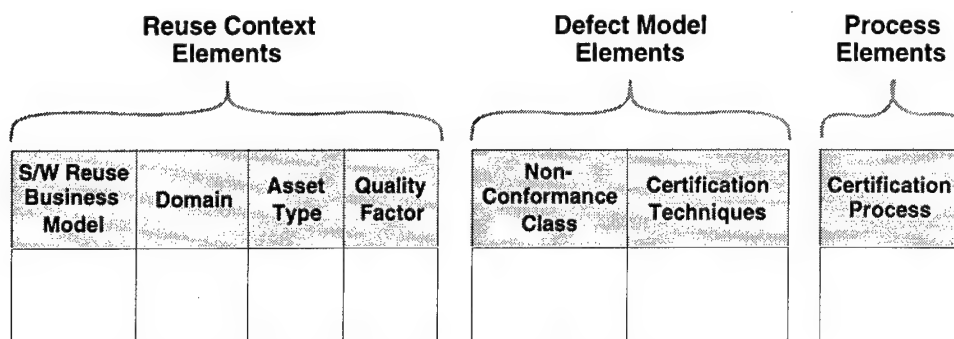 Reuse Context
Elements
Defect Model
Elements
Process
Elements
S/W Reuse
Business
Model
Domain
Asset
Type
Quality
Factor
Non-
Conformance
Class
Certification
Techniques
Certification
Process